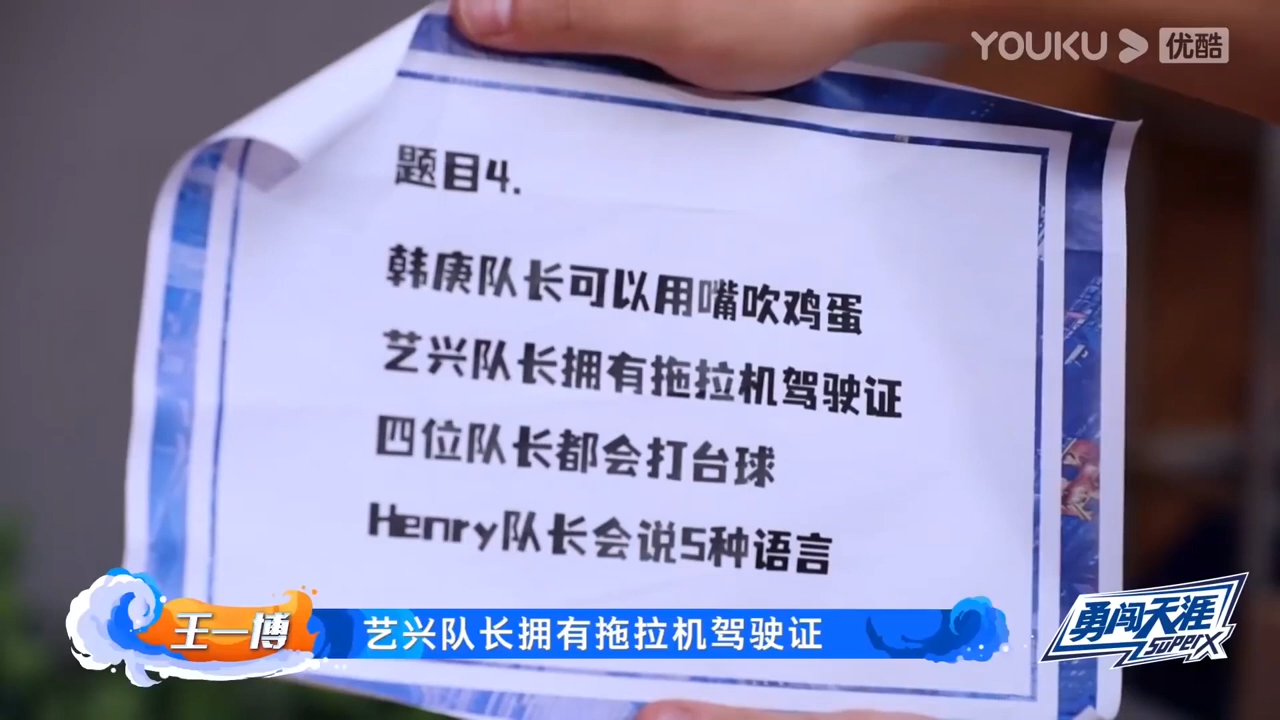 YOUKU 优酷
题目4.
韩庚队长可以用嘴吹鸡蛋
艺兴队长拥有拖拉机驾驶证
四位队长都会打台球
Henry队长会说5种语言
王一博
艺兴队长拥有拖拉机驾驶证
勇闯天涯
superX